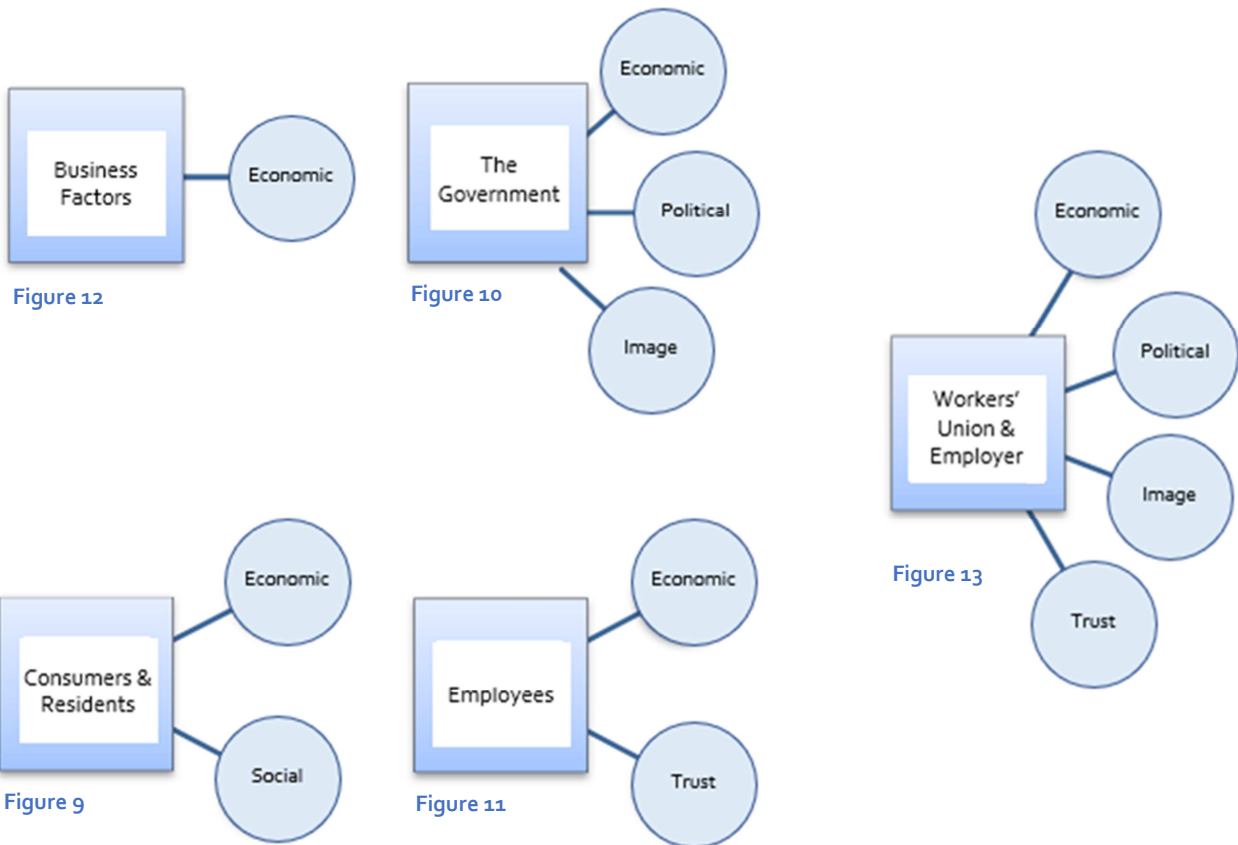 Business
Factors
Economic
Figure 12
The
Government
Economic
Political
Image
Figure 10
Workers'
Union &
Employer
Economic
Political
Image
Trust
Figure 13
Consumers &
Residents
Economic
Social
Figure 9
Employees
Economic
Trust
Figure 11